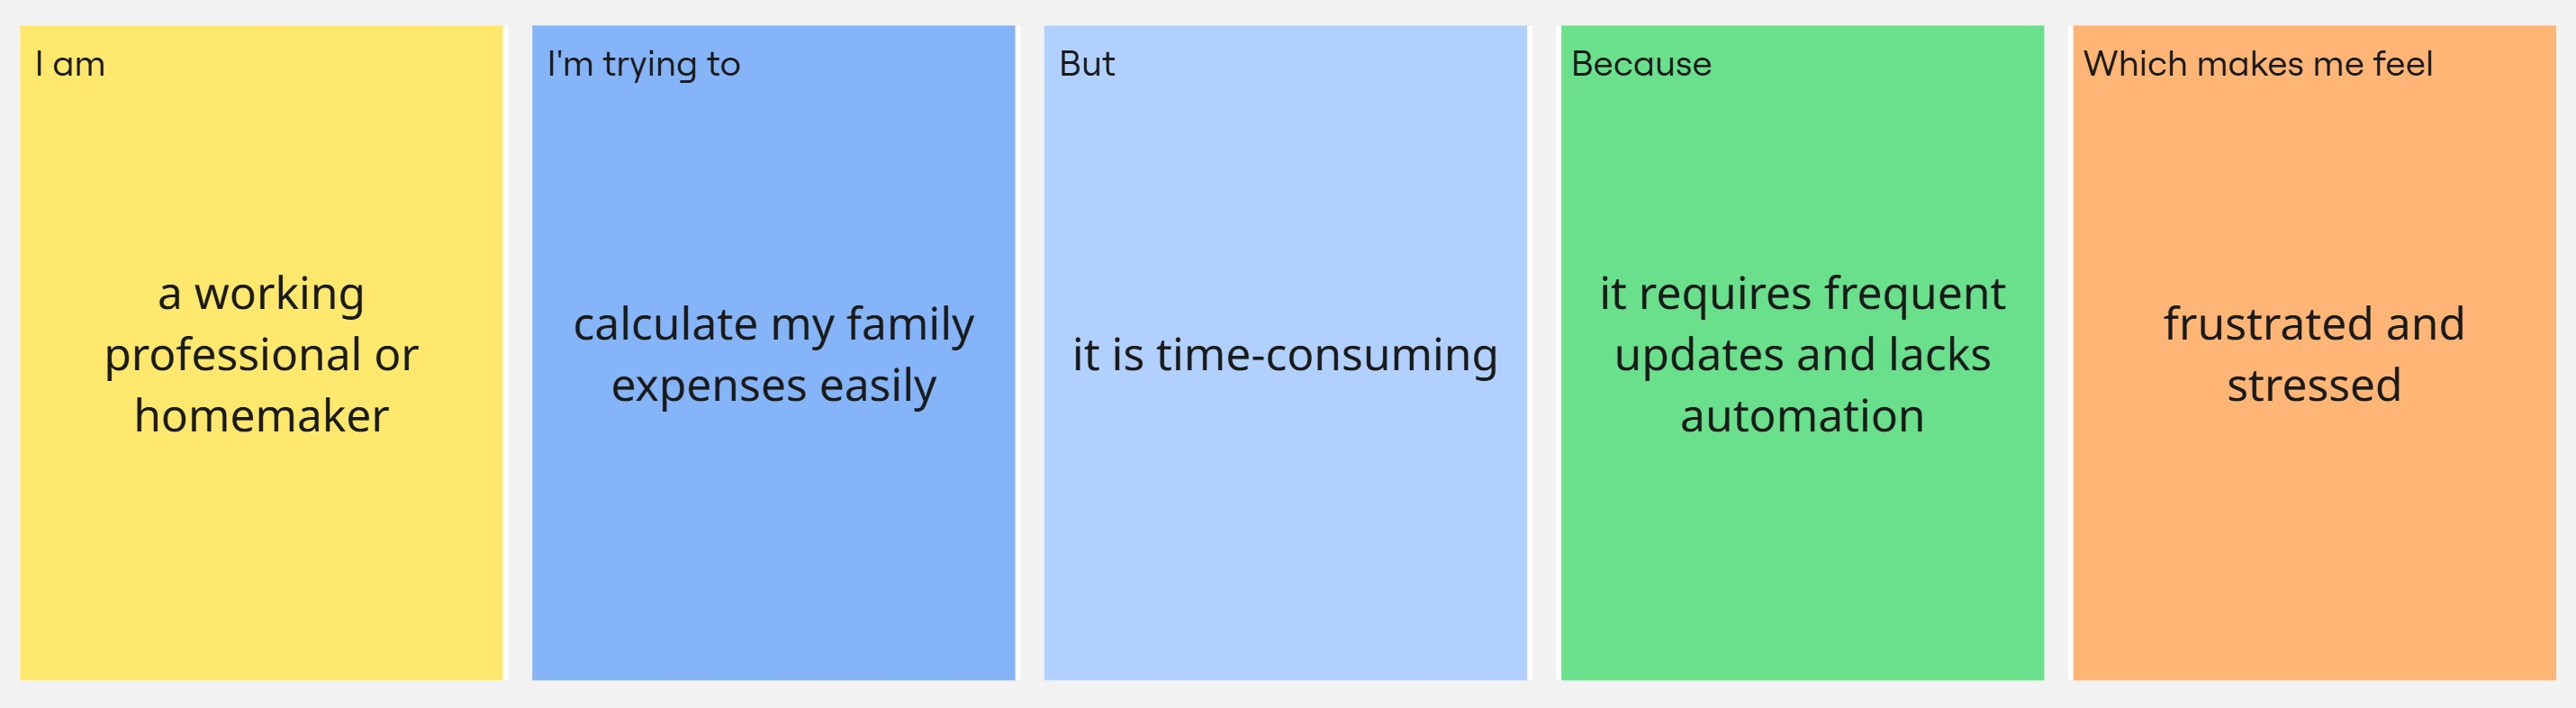 I am
a working
professional or
homemaker
I'm trying to
calculate my family
expenses easily
But
it is time-consuming
Because
it requires frequent
updates and lacks
automation
Which makes me feel
frustrated and
stressed